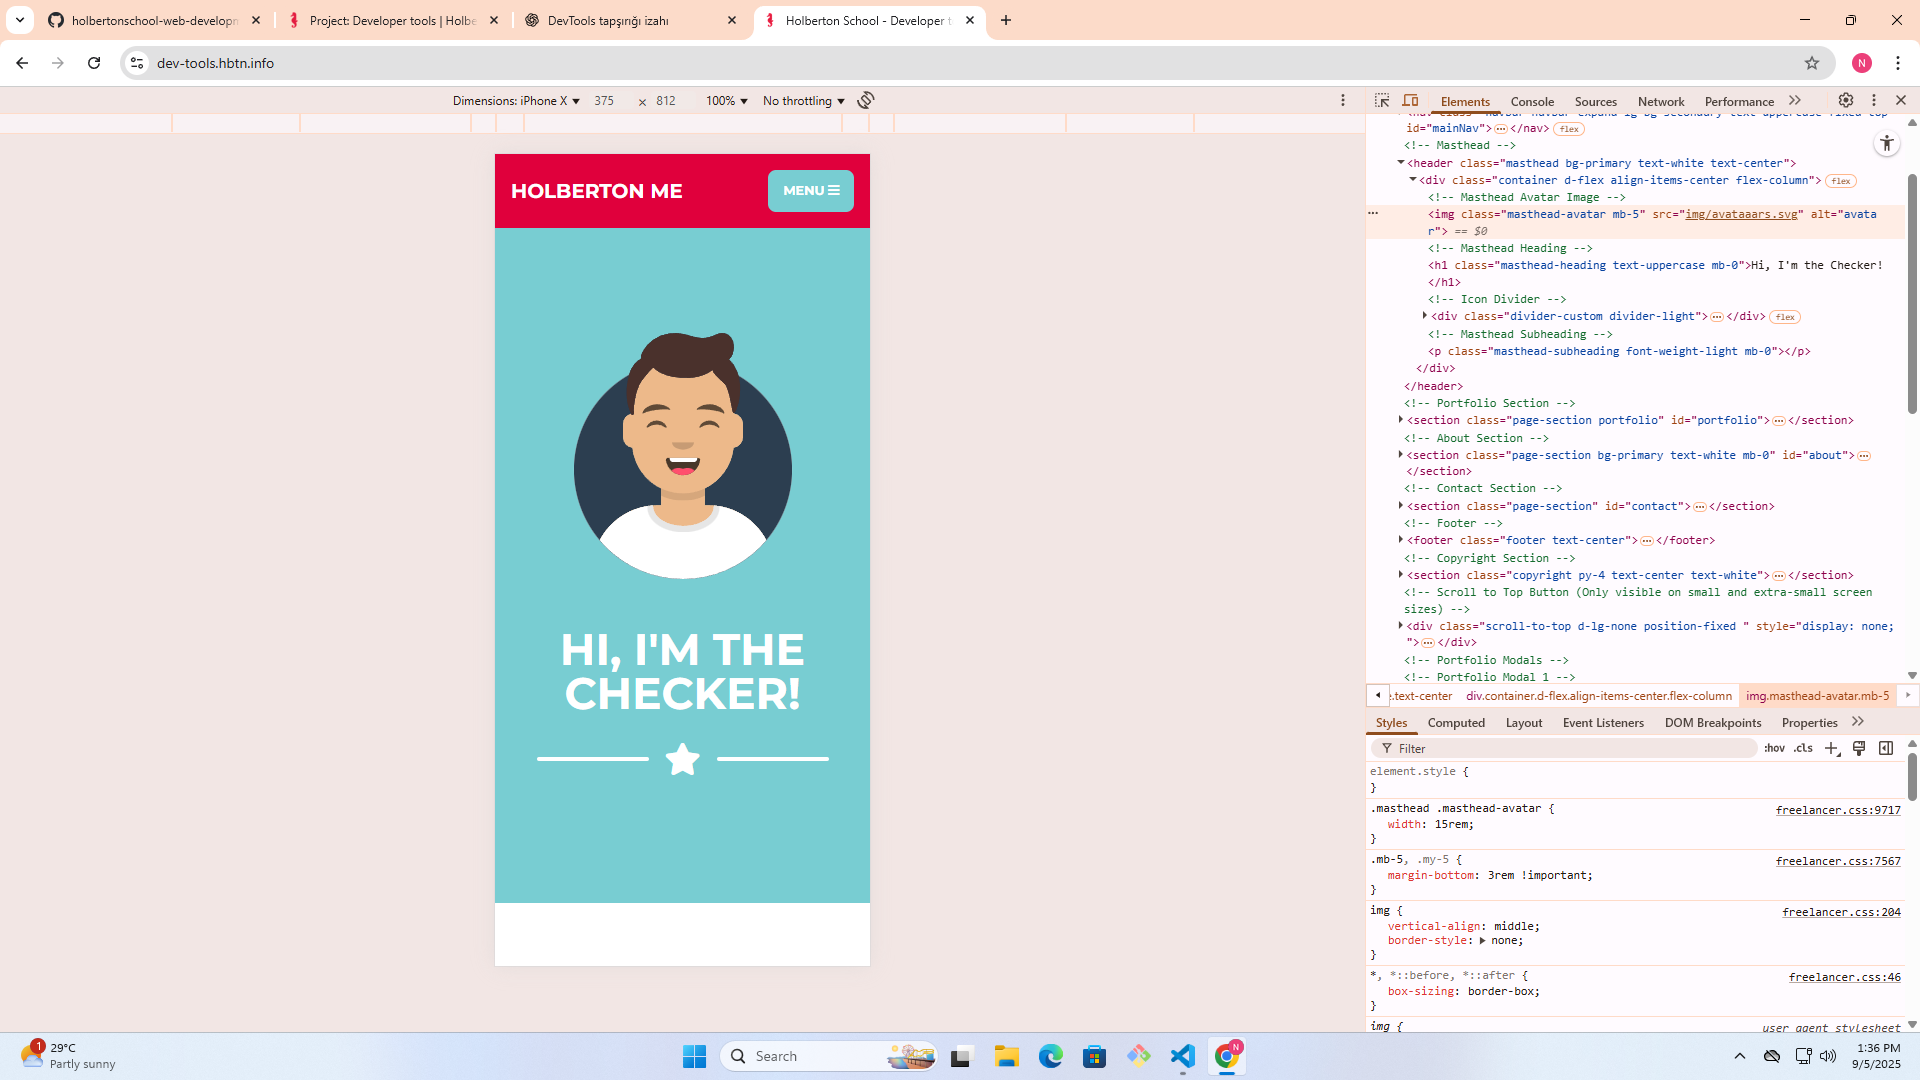 holbertonschool-web-developm
Project: Developer tools | Holbe
DevTools tapşırığı izahı
Holberton School - Developer t
dev-tools.hbtn.info
N
Dimensions: iPhone X 375 × 812 100% No throttling
Elements Console Sources Network Performance
id="mainNav"> </nav> flex
<!-- Masthead -->
<header class="masthead bg-primary text-white text-center">
<div class="container d-flex align-items-center flex-column"> flex
<!-- Masthead Avatar Image -->
<img class="masthead-avatar mb-5" src="img/avataaars.svg" alt="avata
r"> == $0
<!-- Masthead Heading -->
<h1 class="masthead-heading text-uppercase mb-0">Hi, I'm the Checker!
</h1>
<!-- Icon Divider -->
<div class="divider-custom divider-light"> </div> flex
<!-- Masthead Subheading -->
<p class="masthead-subheading font-weight-light mb-0"></p>
</div>
</header>
<!-- Portfolio Section -->
<section class="page-section portfolio" id="portfolio"> </section>
<!-- About Section -->
<section class="page-section bg-primary text-white mb-0" id="about">
</section>
<!-- Contact Section -->
<section class="page-section" id="contact"> </section>
<!-- Footer -->
<footer class="footer text-center"> </footer>
<!-- Copyright Section -->
<section class="copyright py-4 text-center text-white"> </section>
<!-- Scroll to Top Button (Only visible on small and extra-small screen
sizes) -->
<div class="scroll-to-top d-lg-none position-fixed " style="display: none;
"> </div>
<!-- Portfolio Modals -->
<!-- Portfolio Modal 1 -->
e.text-center div.container.d-flex.align-items-center.flex-column img.masthead-avatar.mb-5
Styles Computed Layout Event Listeners DOM Breakpoints Properties
Filter :hov .cls
element.style {
}
.masthead .masthead-avatar { freelancer.css:9717
width: 15rem;
}
.mb-5, .my-5 { freelancer.css:7567
margin-bottom: 3rem !important;
}
img { freelancer.css:204
vertical-align: middle;
border-style: none;
}
*, *::before, *::after { freelancer.css:46
box-sizing: border-box;
}
img { user agent stylesheet
HOLBERTON ME
MENU
HI, I'M THE
CHECKER!
1
29°C
Partly sunny
Search
N
1:36 PM
9/5/2025